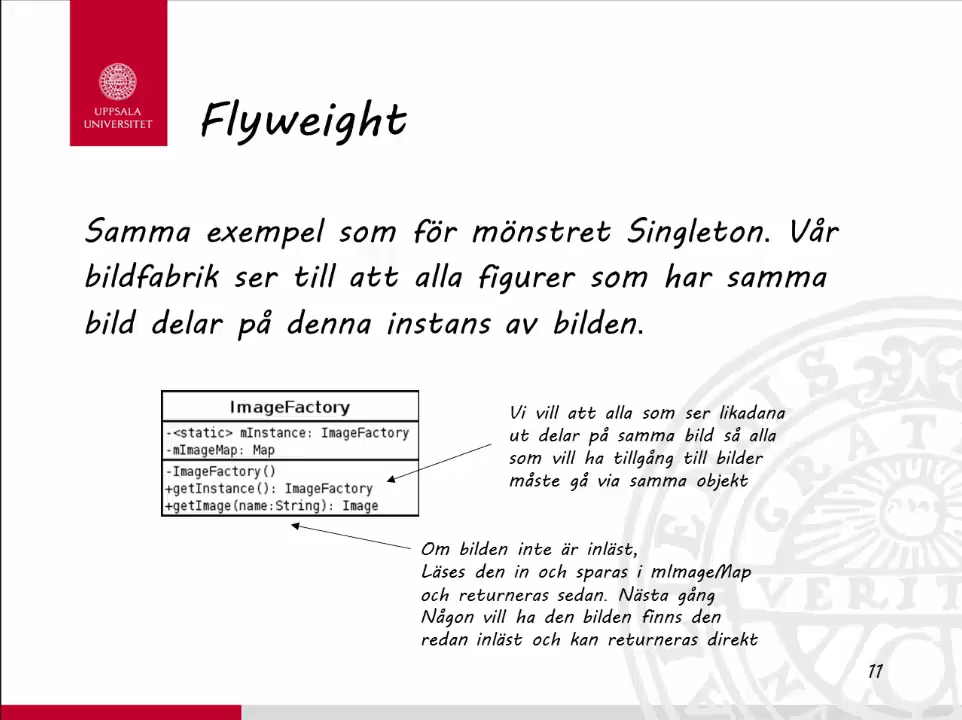 UPPSALA
UNIVERSITET
Flyweight
Samma exempel som för mönstret Singleton. Vår
bildfabrik ser till att alla figurer som har samma
bild delar på denna instans av bilden.
ImageFactory
-<static> mInstance: ImageFactory
-mImageMap: Map
-ImageFactory()
+getInstance(): ImageFactory
+getImage(name:String): Image
Vi vill att alla som ser likadana
ut delar på samma bild så alla
som vill ha tillgång till bilder
måste gå via samma objekt
Om bilden inte är inläst,
Läses den in och sparas i mImageMap
och returneras sedan. Nästa gång
Någon vill ha den bilden finns den
redan inläst och kan returneras direkt
11